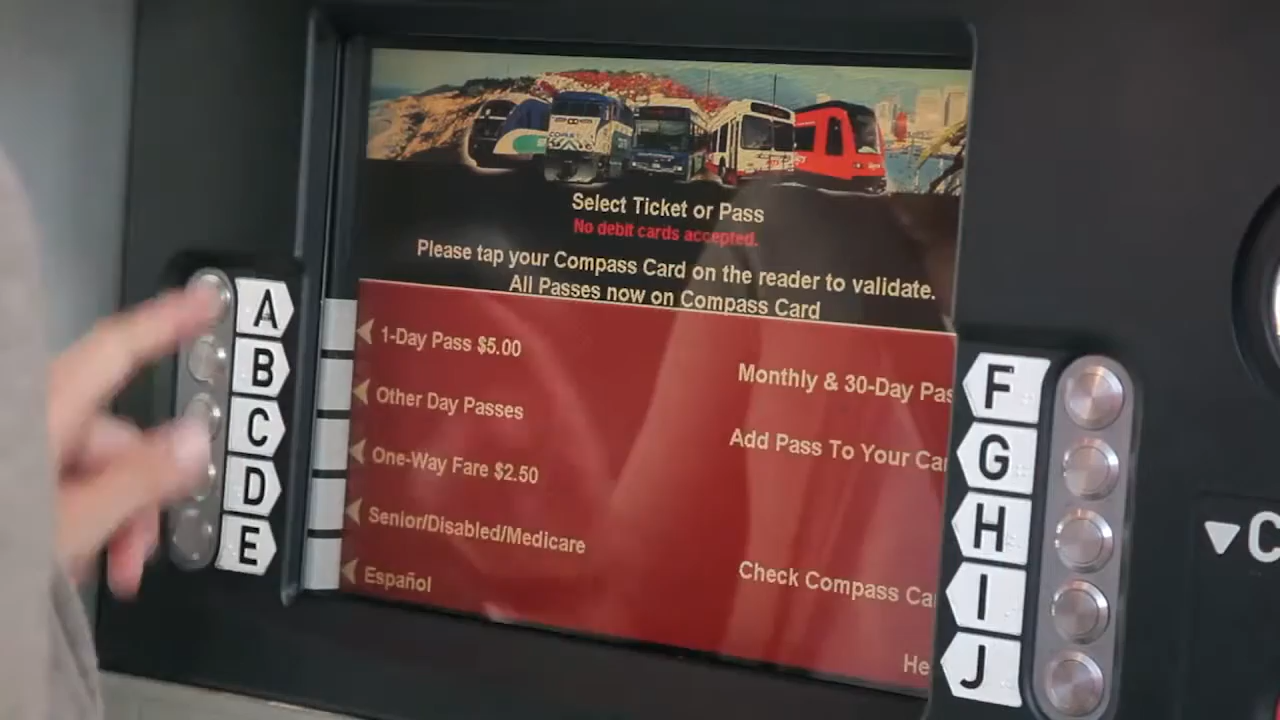 Select Ticket or Pass
No debit cards accepted.
Please tap your Compass Card on the reader to validate.
All Passes now on Compass Card
A
B
C
D
E
1-Day Pass $5.00
Other Day Passes
One-Way Fare $2.50
Senior/Disabled/Medicare
Español
Monthly & 30-Day Pas
Add Pass To Your Ca
Check Compass Ca
He
F
G
H
I
J
C